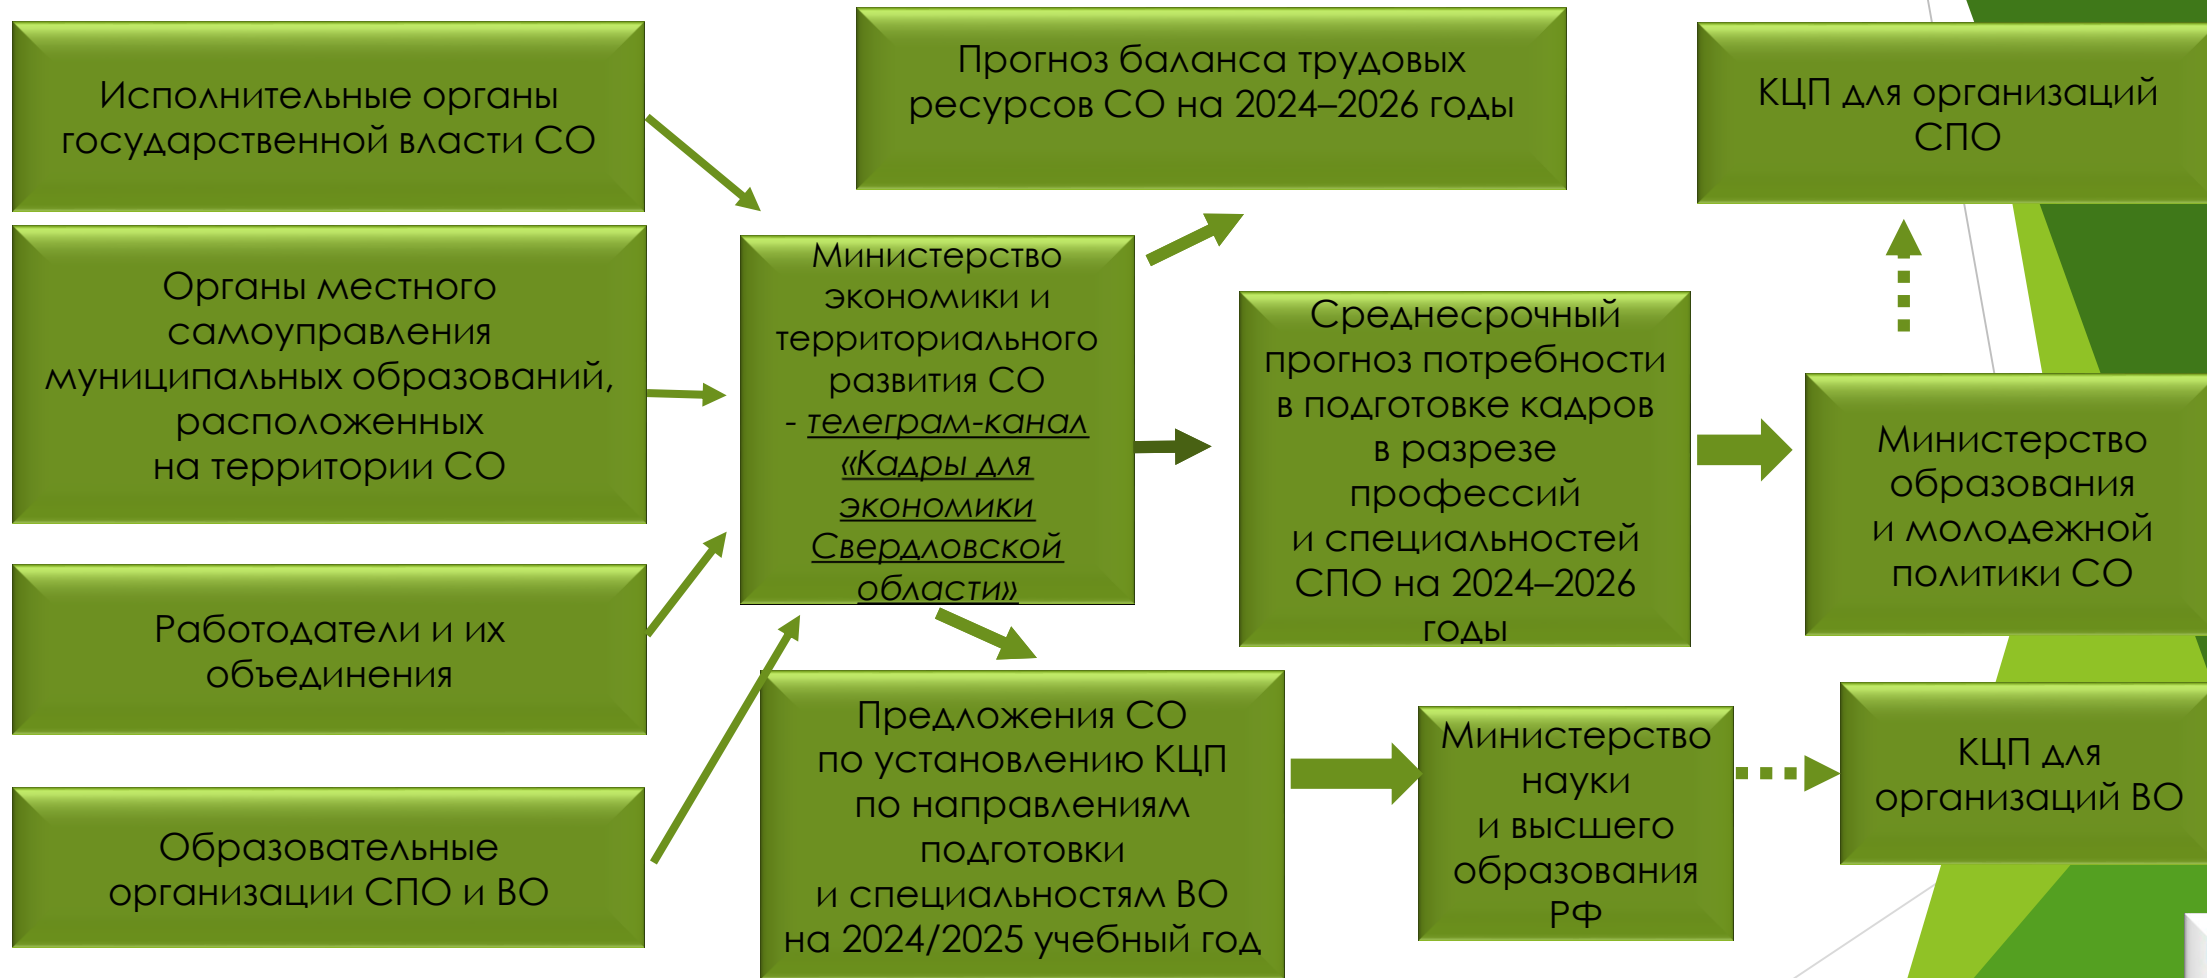 Исполнительные органы
государственной власти СО
Органы местного
самоуправления
муниципальных образований,
расположенных
на территории СО
Работодатели и их
объединения
Образовательные
организации СПО и ВО
Министерство
экономики и
территориального
развития СО
- телеграм-канал
«Кадры для
экономики
Свердловской
области»
Прогноз баланса трудовых
ресурсов СО на 2024–2026 годы
Среднесрочный
прогноз потребности
в подготовке кадров
в разрезе
профессий
и специальностей
СПО на 2024–2026
годы
Предложения СО
по установлению КЦП
по направлениям
подготовки
и специальностям ВО
на 2024/2025 учебный год
Министерство
науки
и высшего
образования
РФ
КЦП для организаций
СПО
Министерство
образования
и молодежной
политики СО
КЦП для
организаций ВО